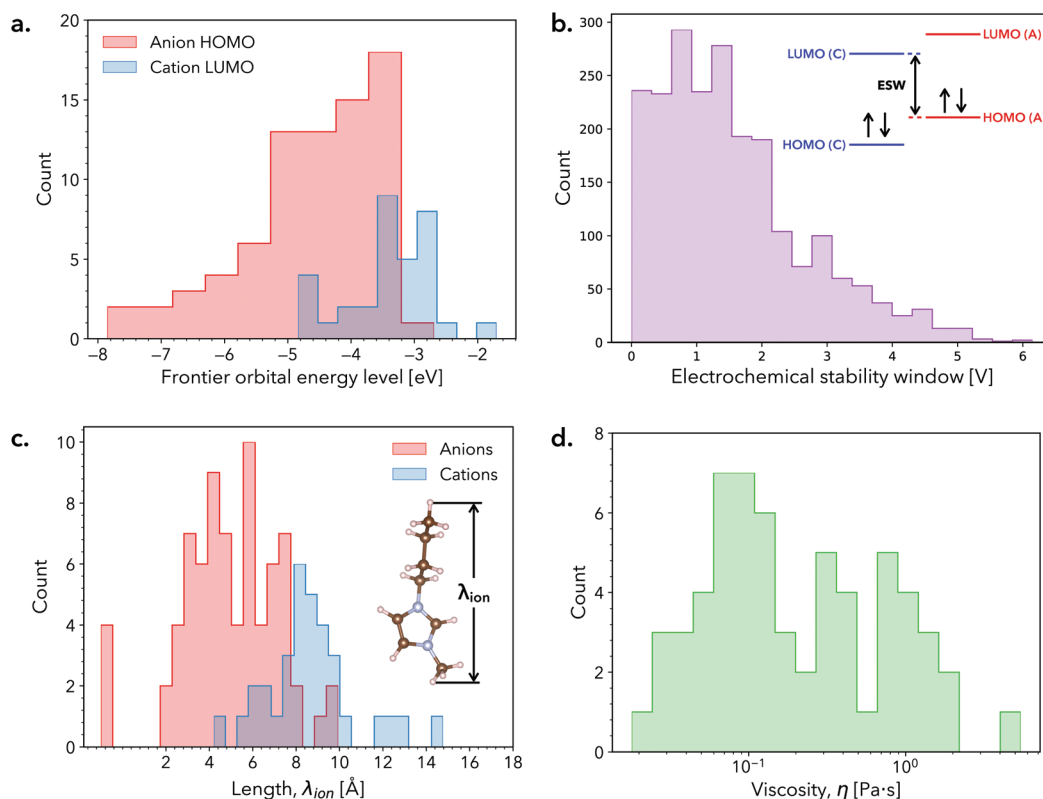 a.
20
15
10
5
0
Count
Anion HOMO
Cation LUMO
−8 −7 −6 −5 −4 −3 −2
Frontier orbital energy level [eV]
b.
300
250
200
150
100
50
0
Count
LUMO (A)
LUMO (C)
ESW
HOMO (A
HOMO (C)
0 1 2 3 4 5 6
Electrochemical stability window [V]
c.
10
8
6
4
2
0
Count
Anions
Cations
λion
2 4 6 8 10 12 14 16 18
Length, λion [Å]
d.
8
6
4
2
0
Count
10⁻¹ 10⁰
Viscosity, η [Pa·s]